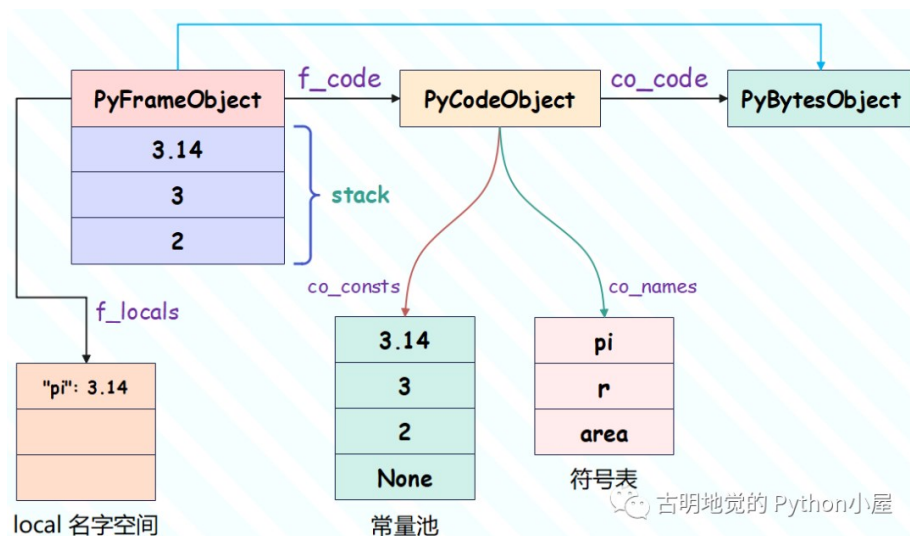 f_code
co_code
PyFrameObject
PyCodeObject
PyBytesObject
3.14
3
2
stack
f_locals
"pi": 3.14
local 名字空间
co_consts
3.14
3
2
None
常量池
co_names
pi
r
area
符号表
古明地觉的 Python小屋